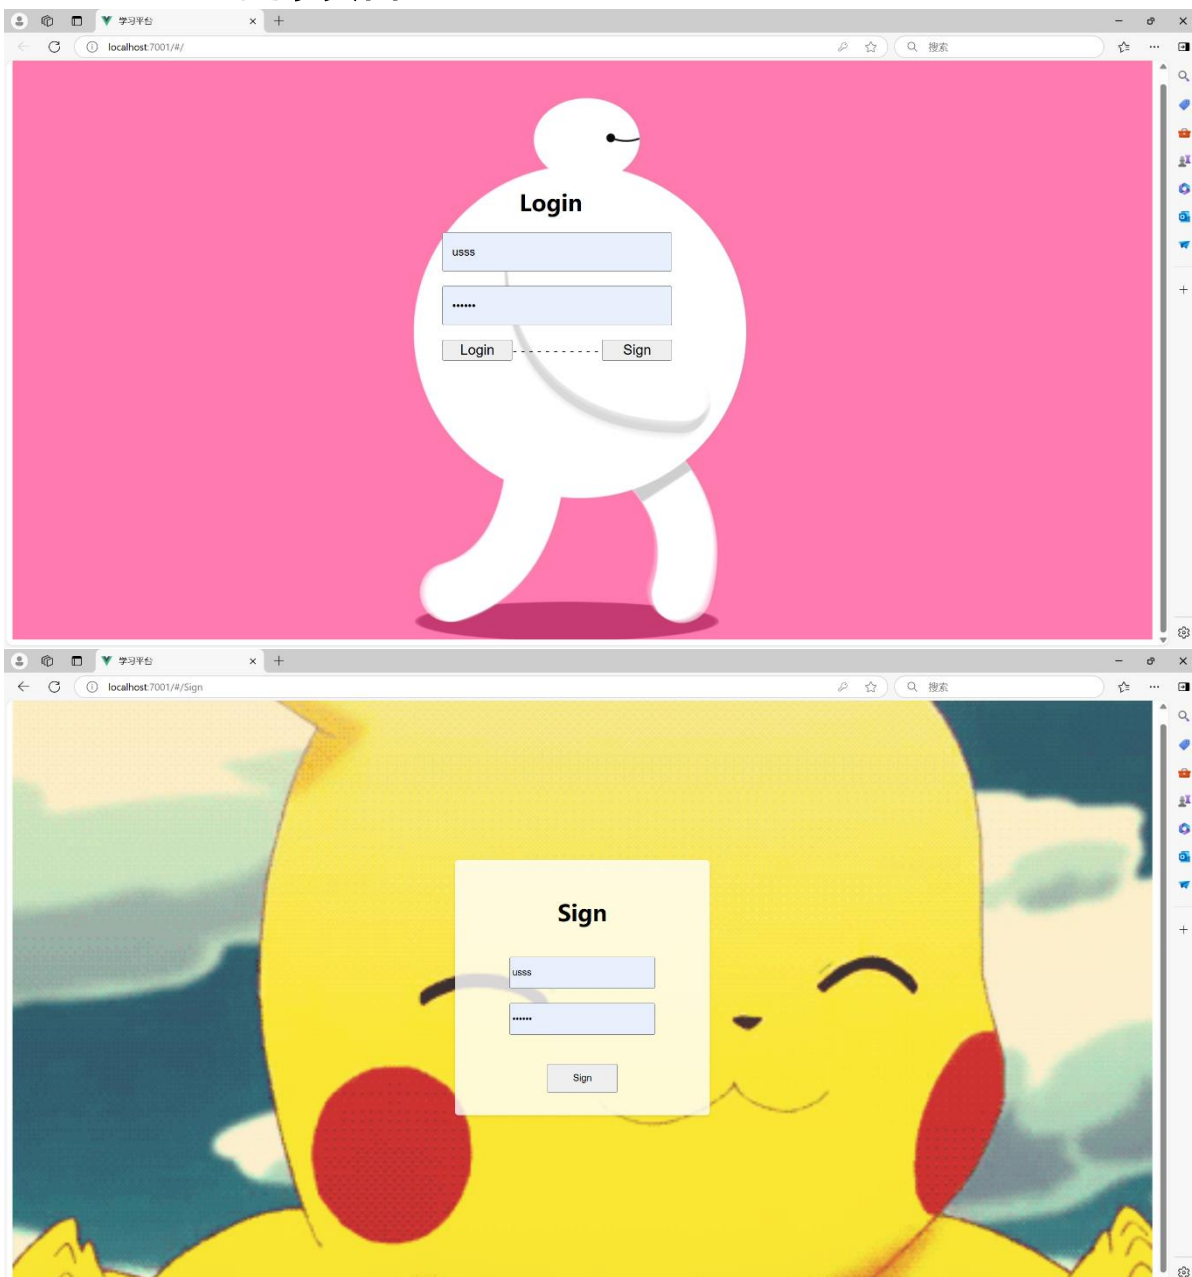 学习平台
localhost:7001/#/
搜索
Login
usss
••••••
Login - - - - - - - - - - - Sign
学习平台
localhost:7001/#/Sign
搜索
Sign
usss
••••••
Sign